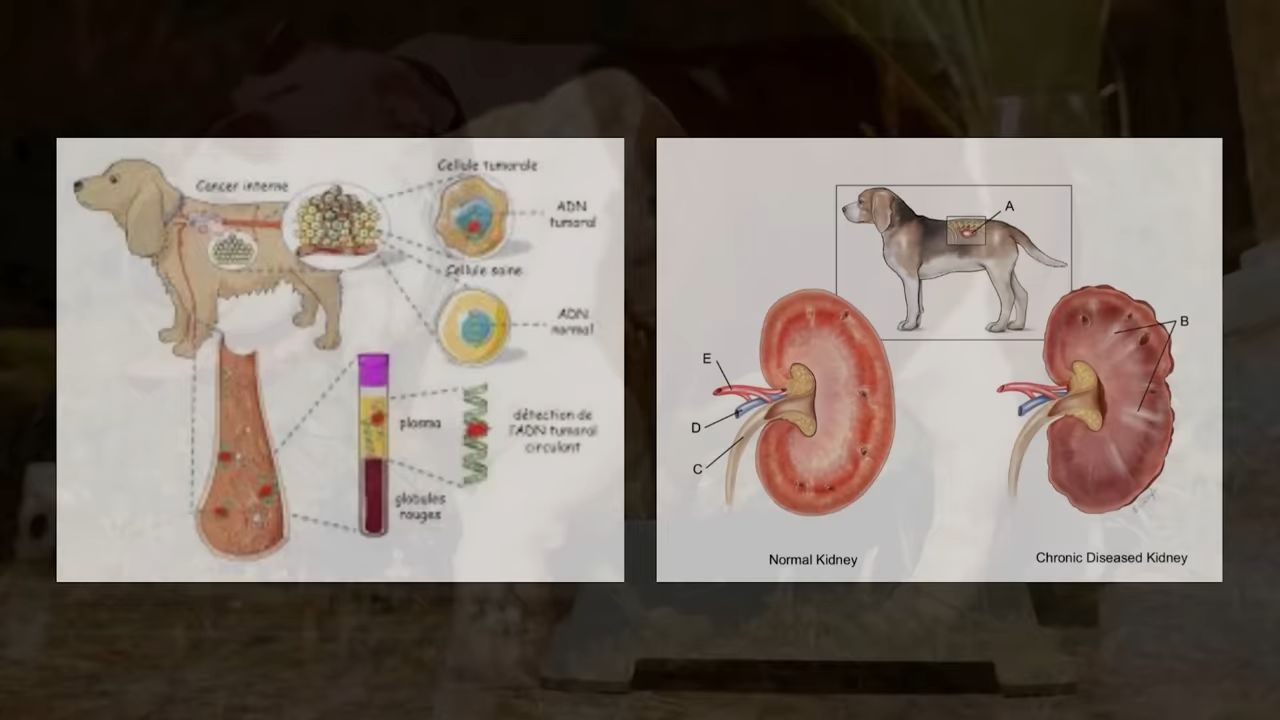 Cellule tumorale
Cancer interne
ADN
tumoral
Cellule saine
ADN
normal
plasma
détection de
l'ADN tumoral
circulant
globules
rouges
A
B
E
D
C
Normal Kidney
Chronic Diseased Kidney